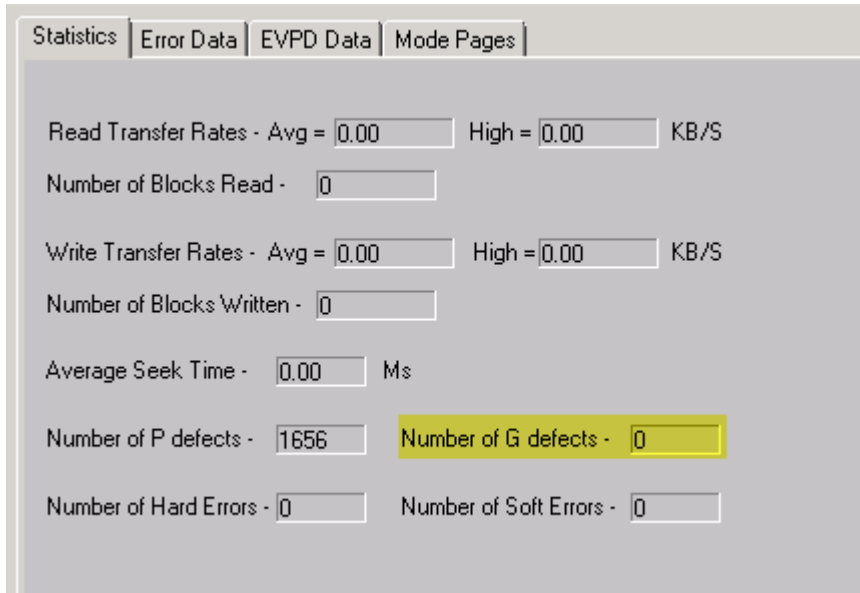 Statistics Error Data EVPD Data Mode Pages
Read Transfer Rates - Avg = 0.00 High = 0.00 KB/S
Number of Blocks Read - 0
Write Transfer Rates - Avg = 0.00 High = 0.00 KB/S
Number of Blocks Written - 0
Average Seek Time - 0.00 Ms
Number of P defects - 1656 Number of G defects - 0
Number of Hard Errors - 0 Number of Soft Errors - 0